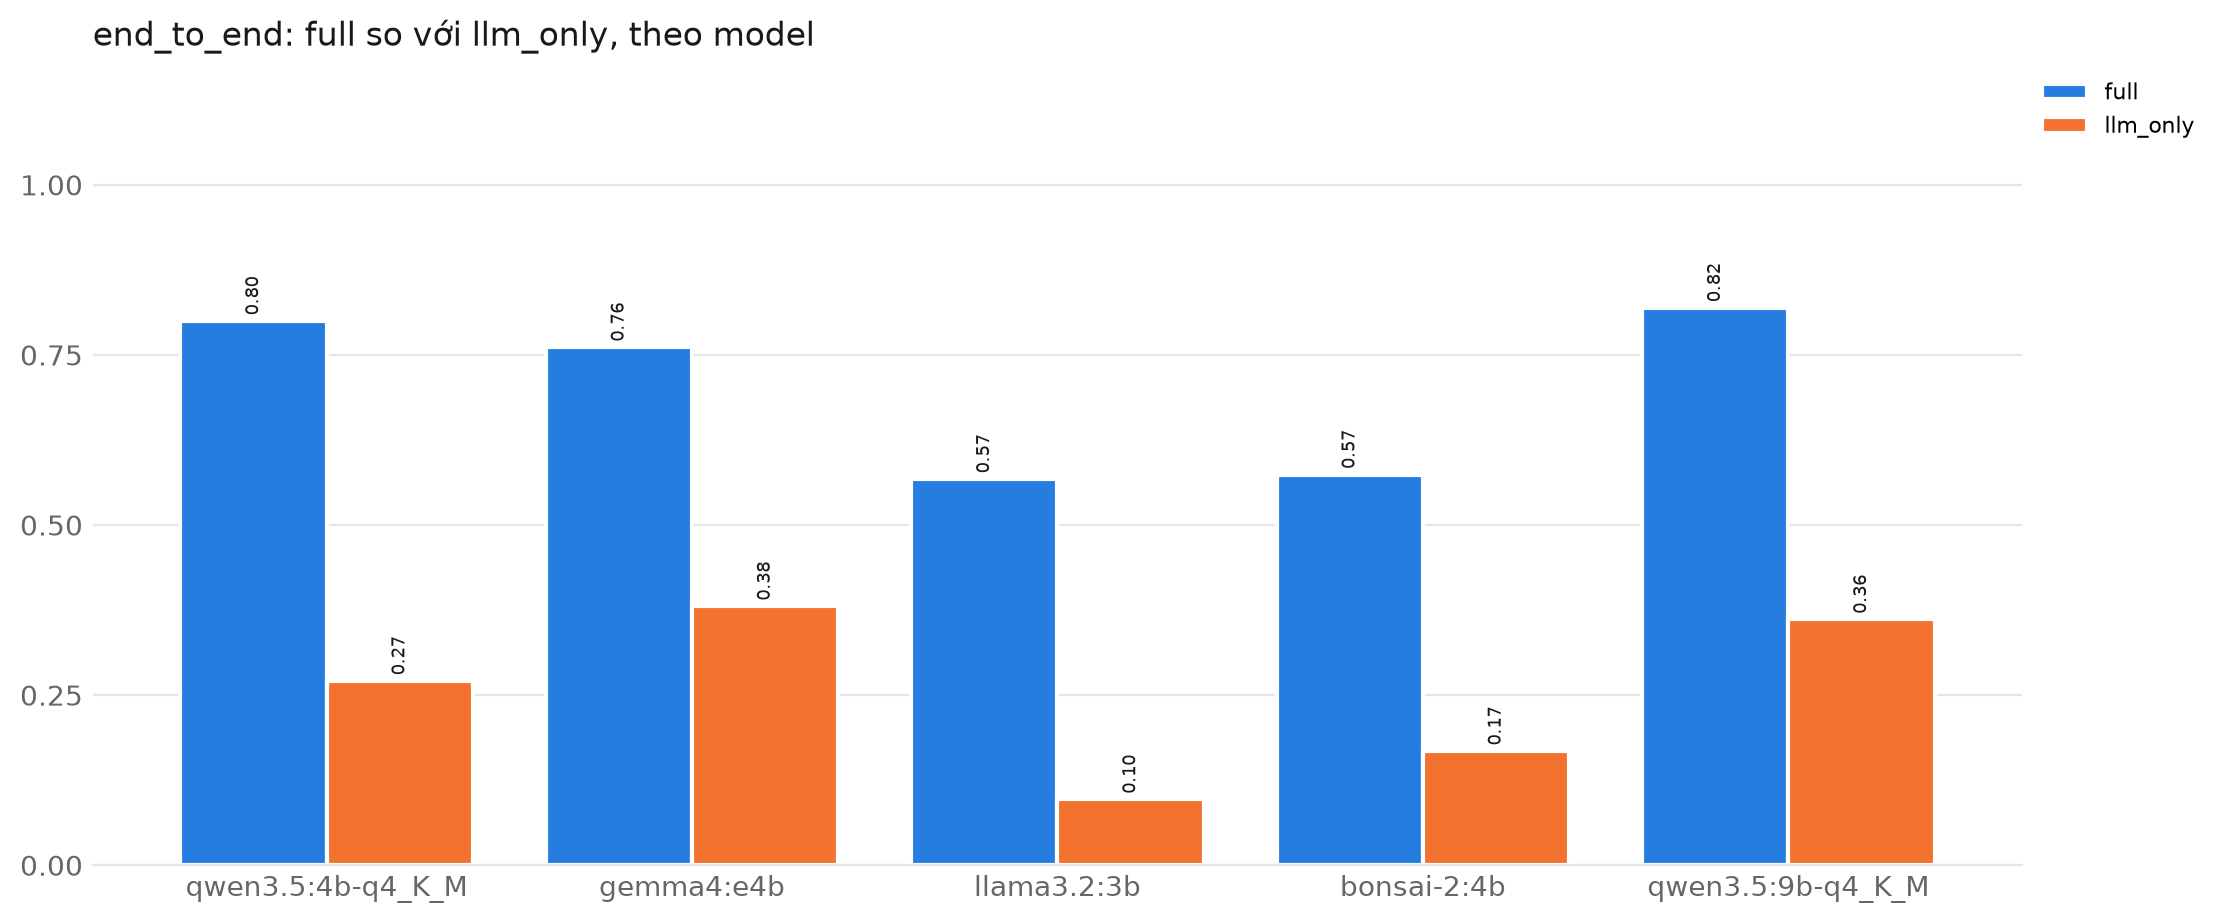 end_to_end: full so với llm_only, theo model
full
llm_only
1.00
0.75
0.50
0.25
0.00
0.80
0.27
0.76
0.38
0.57
0.10
0.57
0.17
0.82
0.36
qwen3.5:4b-q4_K_M
gemma4:e4b
llama3.2:3b
bonsai-2:4b
qwen3.5:9b-q4_K_M